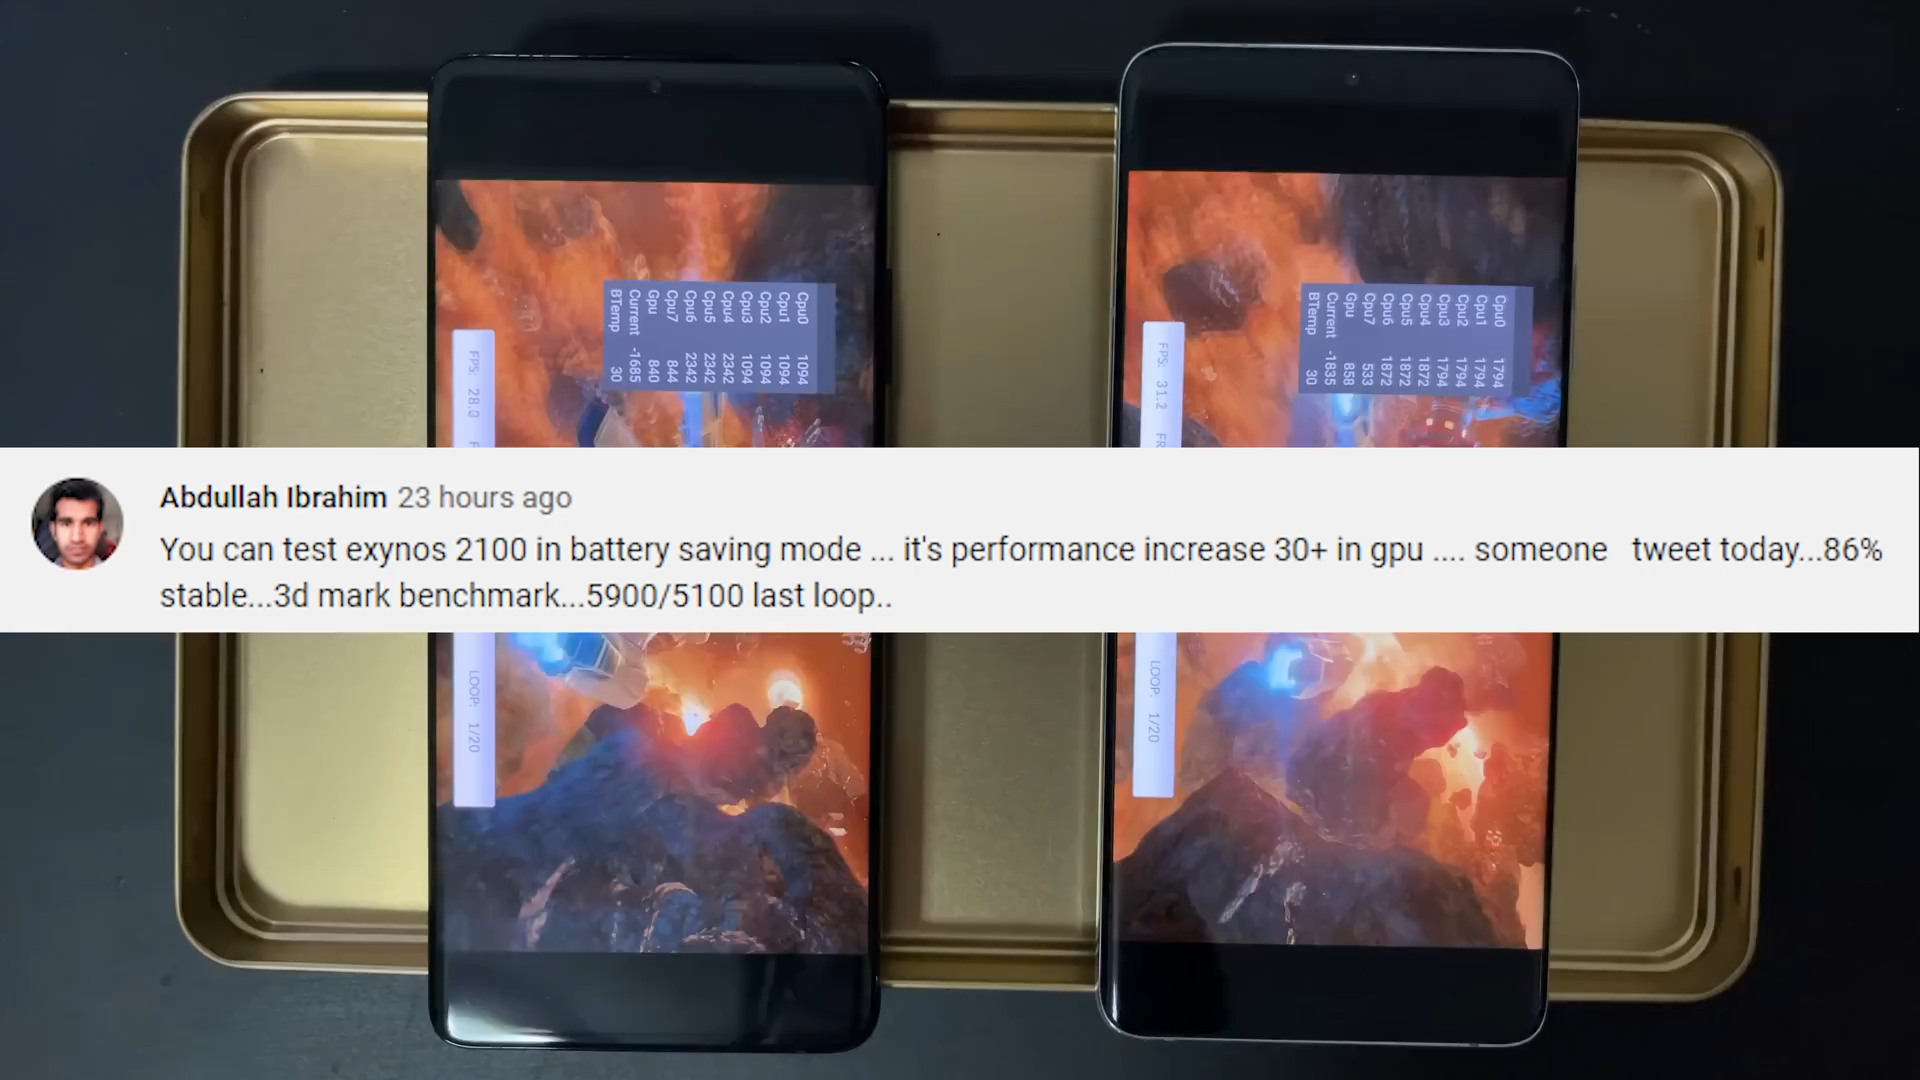 Cpu0 1094
Cpu1 1094
Cpu2 1094
Cpu3 1094
Cpu4 2342
Cpu5 2342
Cpu6 2342
Cpu7 844
Gpu 840
Current -1685
BTemp 30
FPS: 28.0 F
LOOP: 1/20
Cpu0 1794
Cpu1 1794
Cpu2 1794
Cpu3 1794
Cpu4 1872
Cpu5 1872
Cpu6 1872
Cpu7 533
Gpu 858
Current -1835
BTemp 30
FPS: 31.2 FR
LOOP: 1/20
Abdullah Ibrahim 23 hours ago
You can test exynos 2100 in battery saving mode ... it's performance increase 30+ in gpu .... someone tweet today...86%
stable...3d mark benchmark...5900/5100 last loop..